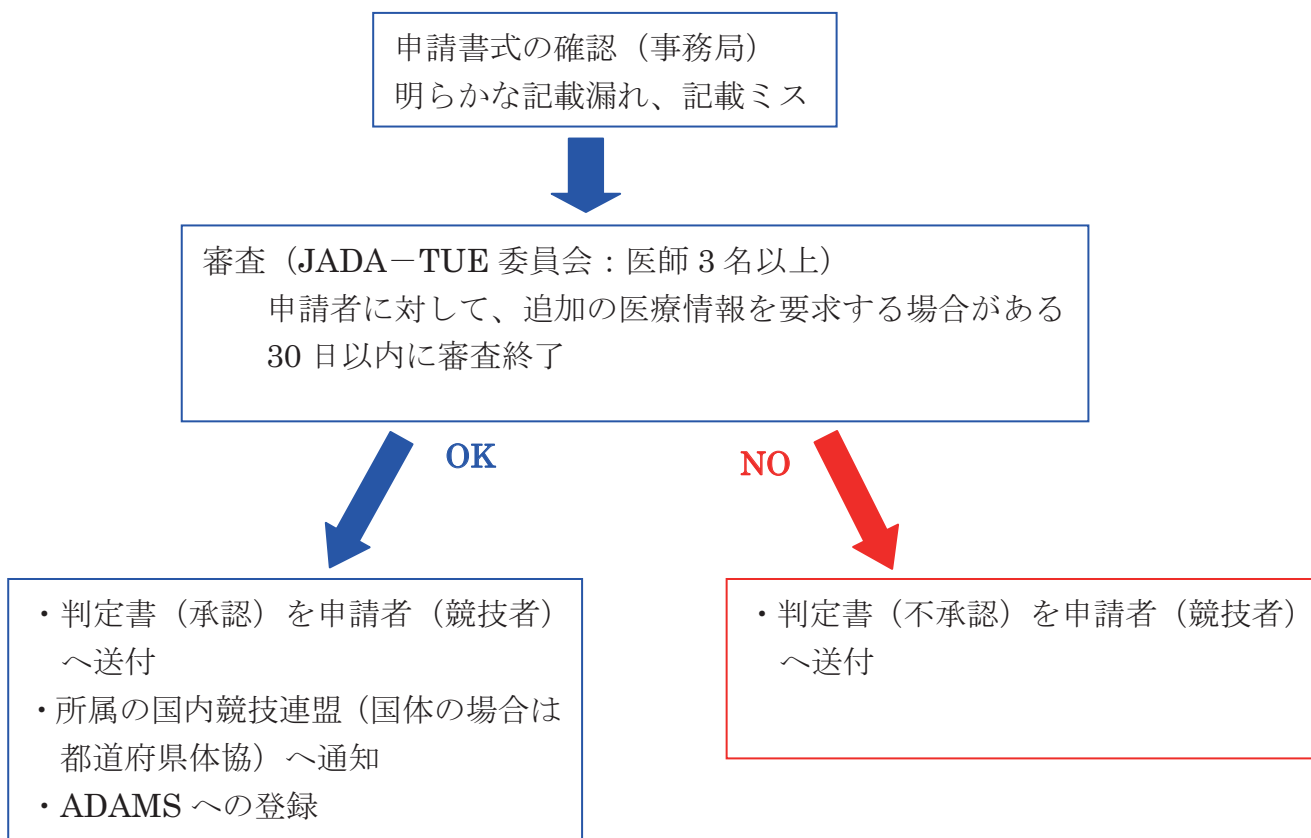 申請書式の確認（事務局）
明らかな記載漏れ、記載ミス
審査（JADA－TUE 委員会：医師 3 名以上）
申請者に対して、追加の医療情報を要求する場合がある
30 日以内に審査終了
OK
NO
・判定書（承認）を申請者（競技者）
へ送付
・所属の国内競技連盟（国体の場合は
都道府県体協）へ通知
・ADAMS への登録
・判定書（不承認）を申請者（競技者）
へ送付